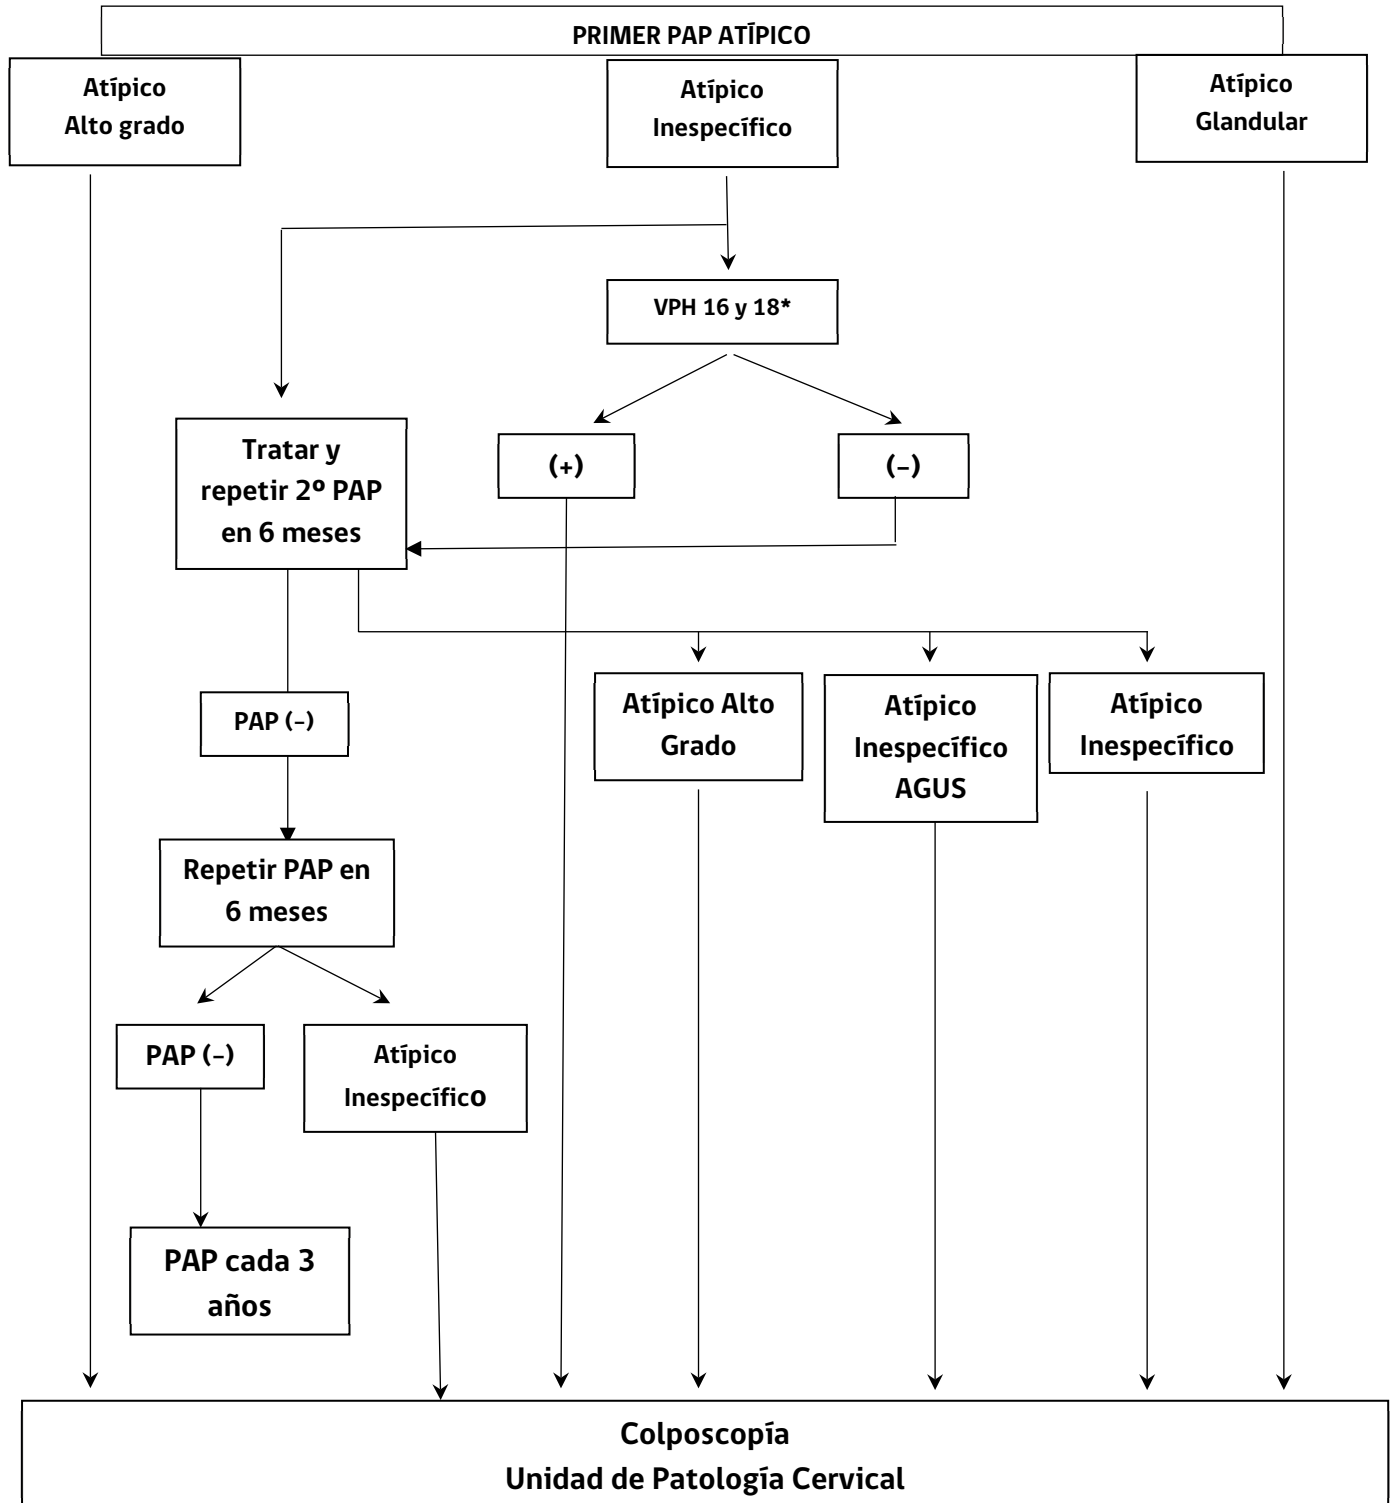 PRIMER PAP ATÍPICO
Atípico
Alto grado
Atípico
Inespecífico
Atípico
Glandular
VPH 16 y 18*
Tratar y
repetir 2º PAP
en 6 meses
(+)
(-)
PAP (-)
Atípico Alto
Grado
Atípico
Inespecífico
AGUS
Atípico
Inespecífico
Repetir PAP en
6 meses
PAP (-)
Atípico
Inespecífico
PAP cada 3
años
Colposcopía
Unidad de Patología Cervical